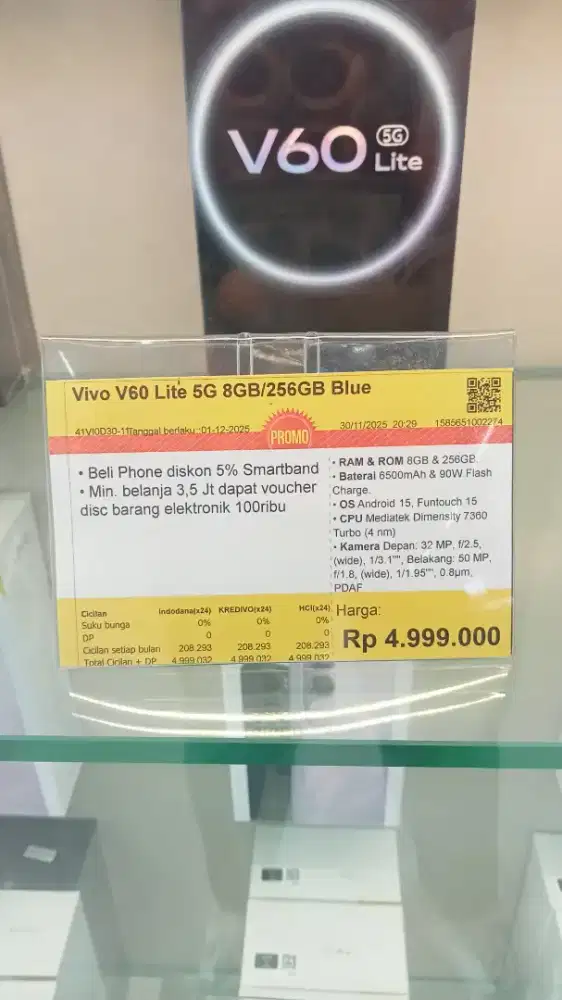 V60 5G Lite
Vivo V60 Lite 5G 8GB/256GB Blue
41VI0D30-11Tanggal berlaku :01-12-2025
30/11/2025 20:29
1585651002274
PROMO
• Beli Phone diskon 5% Smartband
• Min. belanja 3,5 Jt dapat voucher
disc barang elektronik 100ribu
• RAM & ROM 8GB & 256GB
• Baterai 6500mAh & 90W Flash
Charge.
• OS Android 15, Funtouch 15
• CPU Mediatek Dimensity 7360
Turbo (4 nm)
• Kamera Depan: 32 MP, f/2.5,
(wide), 1/3.1"", Belakang: 50 MP,
f/1.8, (wide), 1/1.95"", 0.8µm,
PDAF
Cicilan Indodana(x24) KREDIVO(x24) HCI(x24)
Suku bunga 0% 0% 0%
DP 0 0 0
Cicilan setiap bulan 208.293 208.293 208.293
Total Cicilan + DP 4.999.032 4.999.032 4.999.032
Harga:
Rp 4.999.000